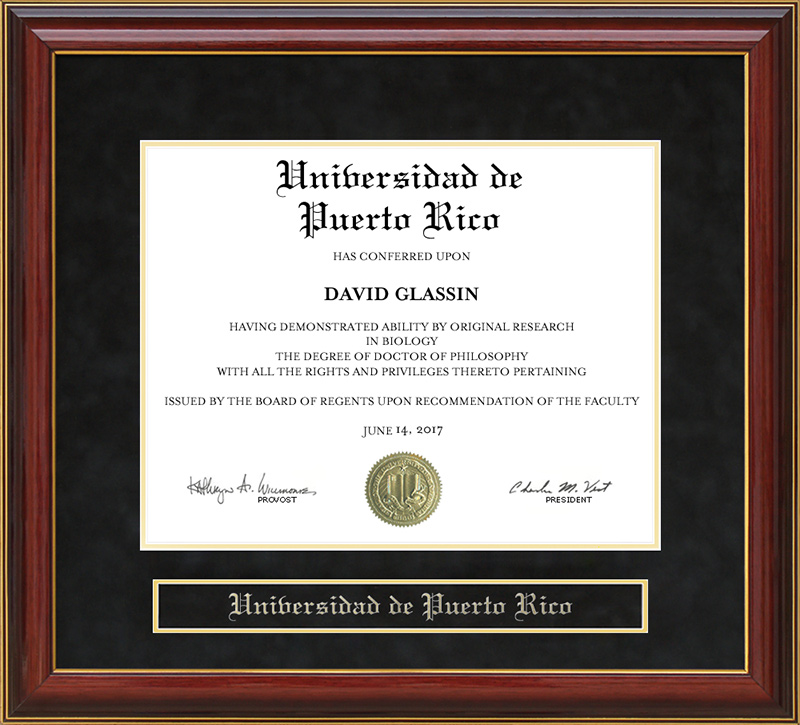 Universidad de
Puerto Rico
HAS CONFERRED UPON
DAVID GLASSIN
HAVING DEMONSTRATED ABILITY BY ORIGINAL RESEARCH
IN BIOLOGY
THE DEGREE OF DOCTOR OF PHILOSOPHY
WITH ALL THE RIGHTS AND PRIVILEGES THERETO PERTAINING
ISSUED BY THE BOARD OF REGENTS UPON RECOMMENDATION OF THE FACULTY
JUNE 14, 2017
Charles M. Vest
PROVOST
PRESIDENT
Universidad de Puerto Rico